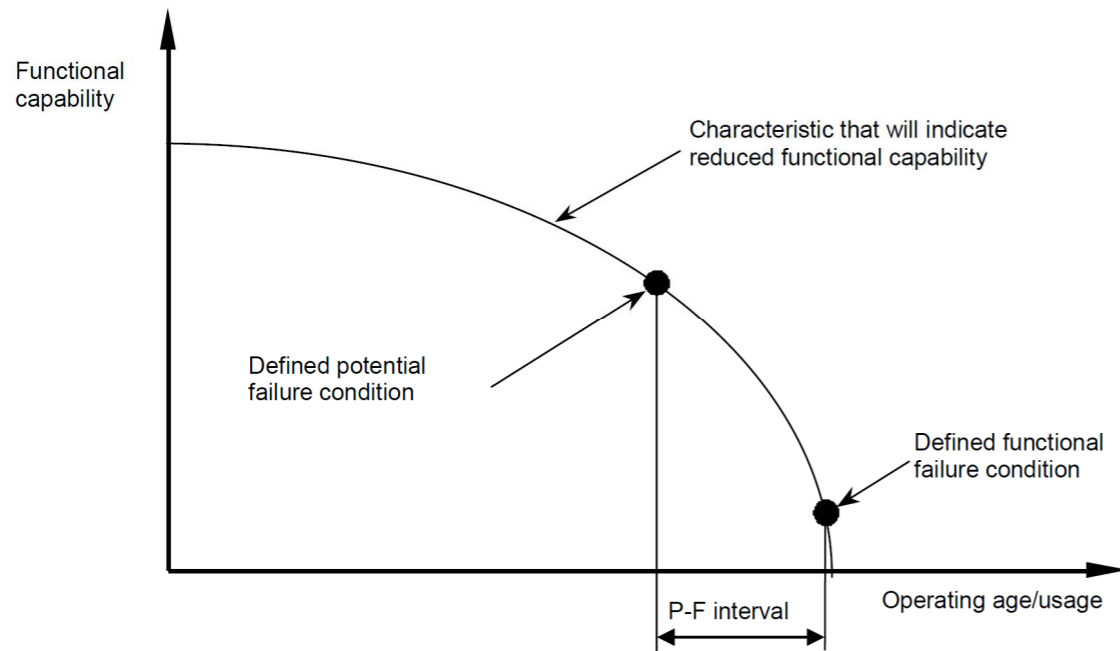 Functional
capability
Characteristic that will indicate
reduced functional capability
Defined potential
failure condition
Defined functional
failure condition
Operating age/usage
P-F interval